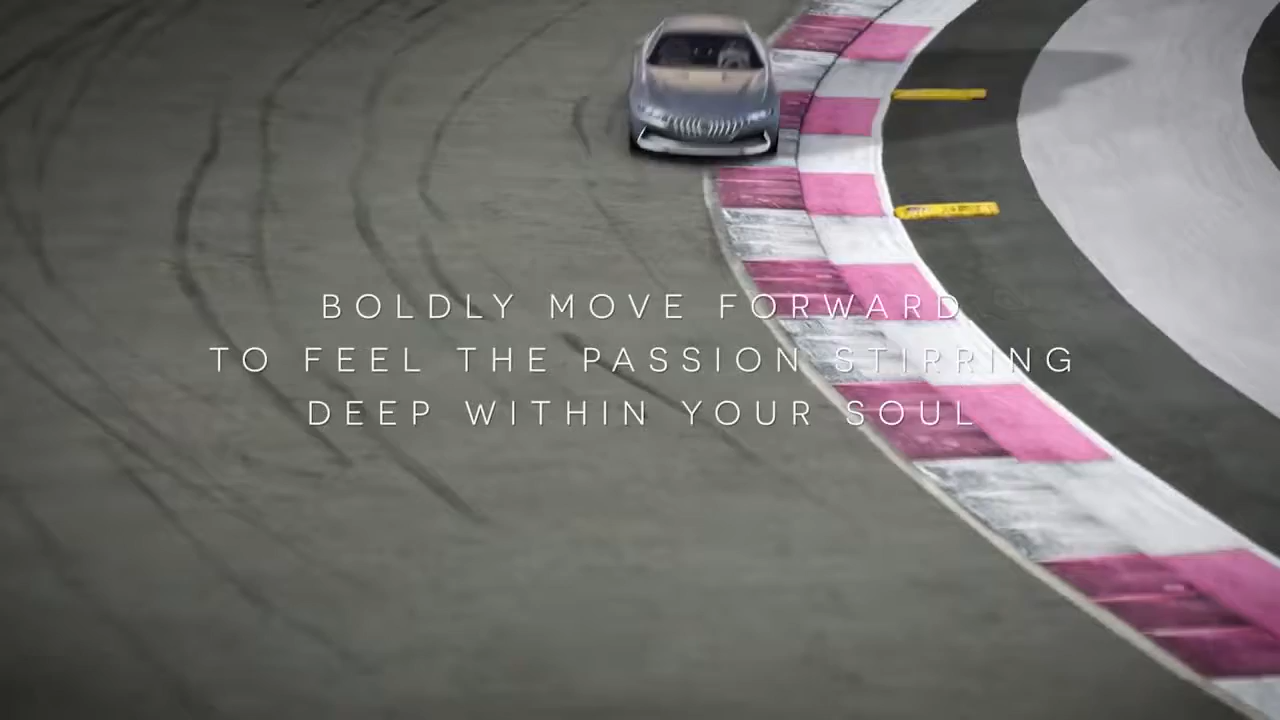 BOLDLY MOVE FORWARD
TO FEEL THE PASSION STIRRING
DEEP WITHIN YOUR SOUL